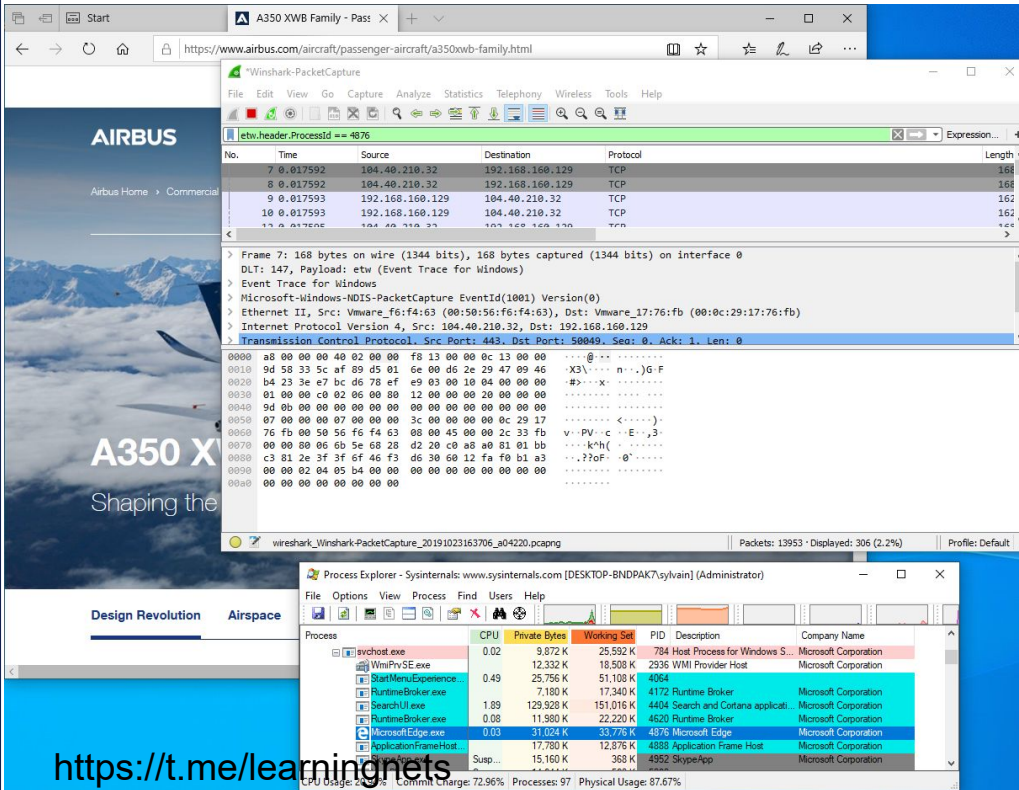 Start
A350 XWB Family - Pass
https://www.airbus.com/aircraft/passenger-aircraft/a350xwb-family.html
AIRBUS
Airbus Home › Commercial
A350 X
Shaping the
Design Revolution Airspace
*Winshark-PacketCapture
File Edit View Go Capture Analyze Statistics Telephony Wireless Tools Help
etw.header.ProcessId == 4876 Expression... +
No. Time Source Destination Protocol Length
7 0.017592 104.40.210.32 192.168.160.129 TCP 168
8 0.017592 104.40.210.32 192.168.160.129 TCP 168
9 0.017593 192.168.160.129 104.40.210.32 TCP 162
10 0.017593 192.168.160.129 104.40.210.32 TCP 162
> Frame 7: 168 bytes on wire (1344 bits), 168 bytes captured (1344 bits) on interface 0
DLT: 147, Payload: etw (Event Trace for Windows)
> Event Trace for Windows
> Microsoft-Windows-NDIS-PacketCapture EventId(1001) Version(0)
> Ethernet II, Src: Vmware_f6:f4:63 (00:50:56:f6:f4:63), Dst: Vmware_17:76:fb (00:0c:29:17:76:fb)
> Internet Protocol Version 4, Src: 104.40.210.32, Dst: 192.168.160.129
> Transmission Control Protocol, Src Port: 443, Dst Port: 50049, Seq: 0, Ack: 1, Len: 0
0000 a8 00 00 00 40 02 00 00 f8 13 00 00 0c 13 00 00 ····@··· ········
0010 9d 58 33 5c af 89 d5 01 6e 00 d6 2e 29 47 09 46 ·X3\···· n··.)G·F
0020 b4 23 3e e7 bc d6 78 ef e9 03 00 10 04 00 00 00 ·#>···x· ········
0030 01 00 00 c0 02 06 00 80 12 00 00 00 20 00 00 00 ········ ···· ···
0040 9d 0b 00 00 00 00 00 00 00 00 00 00 00 00 00 00 ········ ········
0050 07 00 00 00 07 00 00 00 3c 00 00 00 00 0c 29 17 ········ <·····)·
0060 76 fb 00 50 56 f6 f4 63 08 00 45 00 00 2c 33 fb v··PV··c ··E··,3·
0070 00 00 80 06 6b 5e 68 28 d2 20 c0 a8 a0 81 01 bb ····k^h( · ······
0080 c3 81 2e 3f 3f 6f 46 f3 d6 30 60 12 fa f0 b1 a3 ··.??oF· ·0`·····
0090 00 00 02 04 05 b4 00 00 00 00 00 00 00 00 00 00 ········ ········
00a0 00 00 00 00 00 00 00 00 ········
wireshark_Winshark-PacketCapture_20191023163706_a04220.pcapng Packets: 13953 · Displayed: 306 (2.2%) Profile: Default
Process Explorer - Sysinternals: www.sysinternals.com [DESKTOP-BNDPAK7\sylvain] (Administrator)
File Options View Process Find Users Help
Process CPU Private Bytes Working Set PID Description Company Name
svchost.exe 0.02 9,872 K 25,592 K 784 Host Process for Windows S... Microsoft Corporation
WmiPrvSE.exe 12,332 K 18,508 K 2936 WMI Provider Host Microsoft Corporation
StartMenuExperience... 0.49 25,756 K 51,108 K 4064
RuntimeBroker.exe 7,180 K 17,340 K 4172 Runtime Broker Microsoft Corporation
SearchUI.exe 1.89 129,928 K 151,016 K 4404 Search and Cortana applicati... Microsoft Corporation
RuntimeBroker.exe 0.08 11,980 K 22,220 K 4620 Runtime Broker Microsoft Corporation
MicrosoftEdge.exe 0.03 31,024 K 33,776 K 4876 Microsoft Edge Microsoft Corporation
ApplicationFrameHost... 17,780 K 12,876 K 4888 Application Frame Host Microsoft Corporation
SkypeApp.exe Susp... 15,160 K 368 K 4952 SkypeApp Microsoft Corporation
CPU Usage: Commit Charge: 72.96% Processes: 97 Physical Usage: 87.67%
https://t.me/learningnets